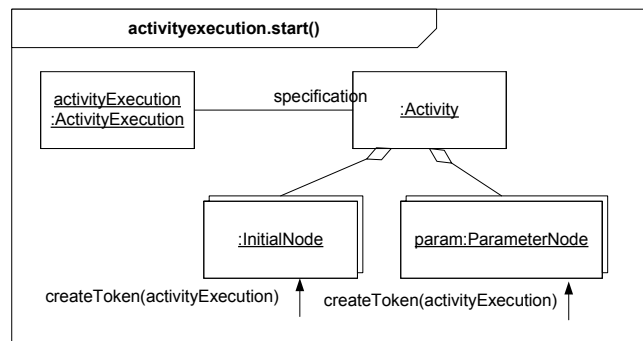 activityexecution.start()
activityExecution
:ActivityExecution
specification
:Activity
:InitialNode
param:ParameterNode
createToken(activityExecution)
createToken(activityExecution)